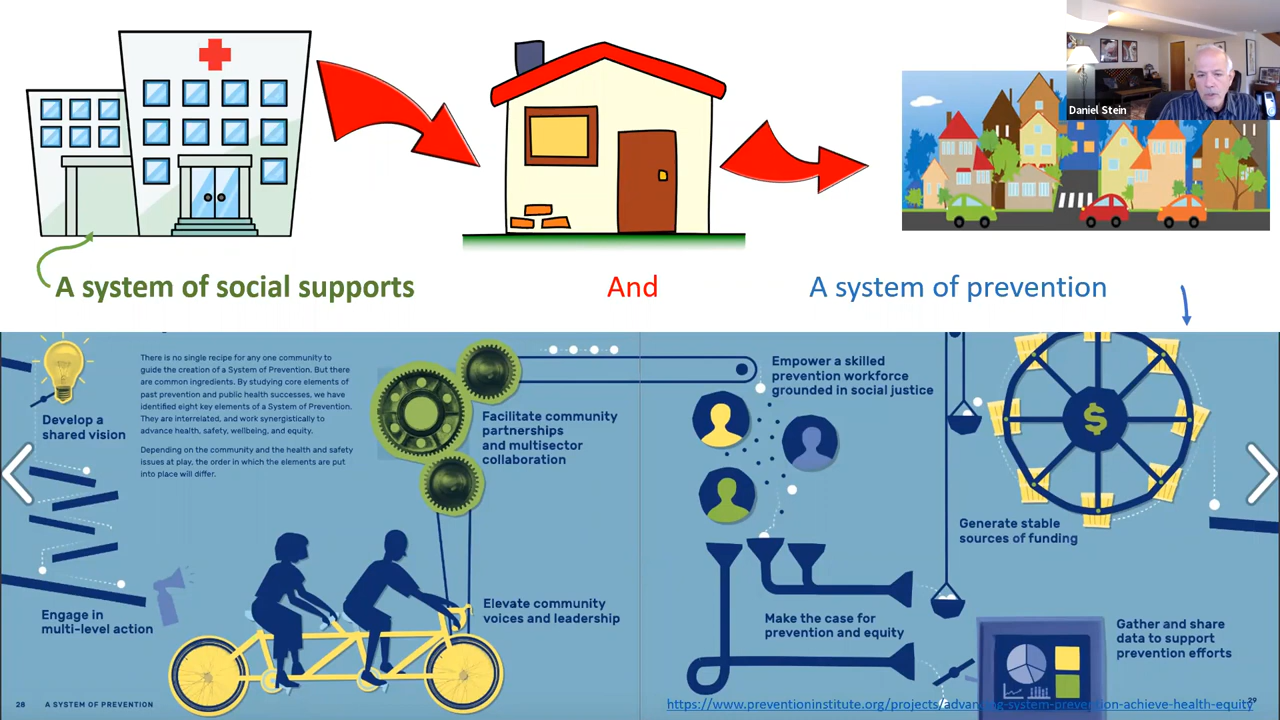 Daniel Stein
A system of social supports
And
A system of prevention
There is no single recipe for any one community to
guide the creation of a System of Prevention. But there
are common ingredients. By studying core elements of
past prevention and public health successes, we have
identified eight key elements of a System of Prevention.
They are interrelated, and work synergistically to
advance health, safety, wellbeing, and equity.
Depending on the community and the health and safety
issues at play, the order in which the elements are put
into place will differ.
Develop a
shared vision
Engage in
multi-level action
Facilitate community
partnerships
and multisector
collaboration
Elevate community
voices and leadership
Empower a skilled
prevention workforce
grounded in social justice
Make the case for
prevention and equity
$
Generate stable
sources of funding
Gather and share
data to support
prevention efforts
28 A SYSTEM OF PREVENTION
https://www.preventioninstitute.org/projects/advancing-system-prevention-achieve-health-equity
29